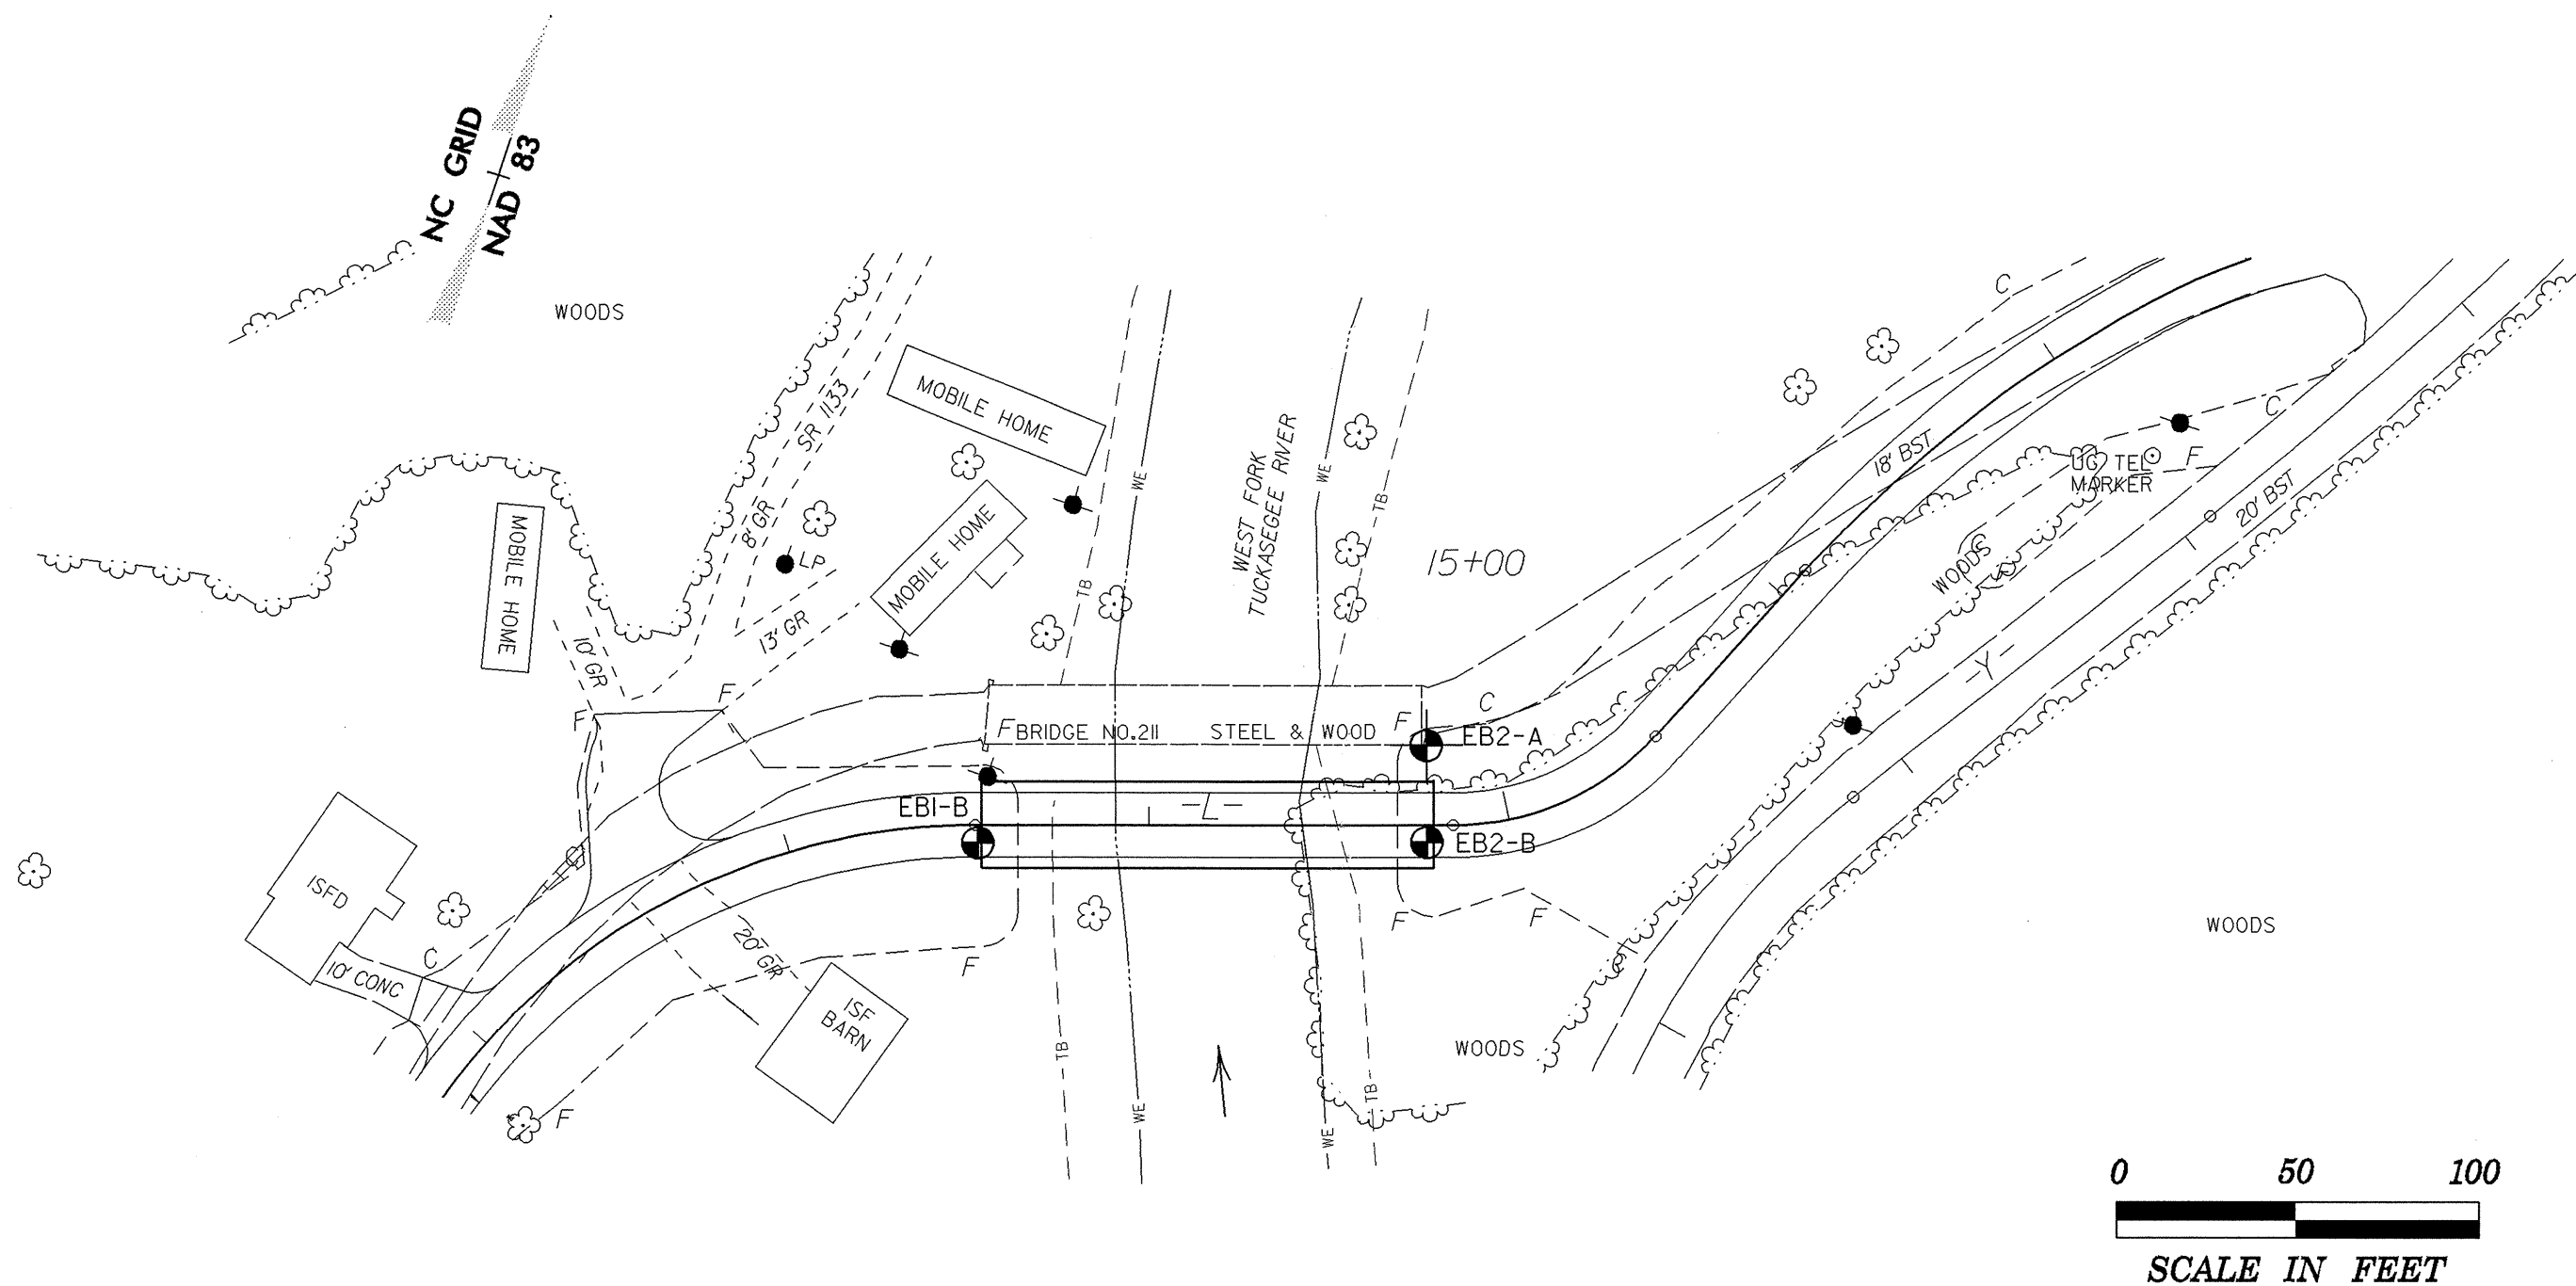 NC GRID
NAD 83
WOODS
SR 1133
MOBILE HOME
8' GR
LP
MOBILE HOME
MOBILE HOME
13' GR
10' GR
WE
TB
WEST FORK
TUCKASEGEE RIVER
WE
TB
15+00
C
18' BST
C
UG TEL
MARKER
F
20' BST
WOODS
-Y-
F
F
F BRIDGE NO.211 STEEL & WOOD F
C
EB2-A
EB1-B
-L-
EB2-B
ISFD
C
10' CONC
20' GR
F
F
F
WOODS
ISF
BARN
F
TB
WE
WE
TB
WOODS
0 50 100
SCALE IN FEET